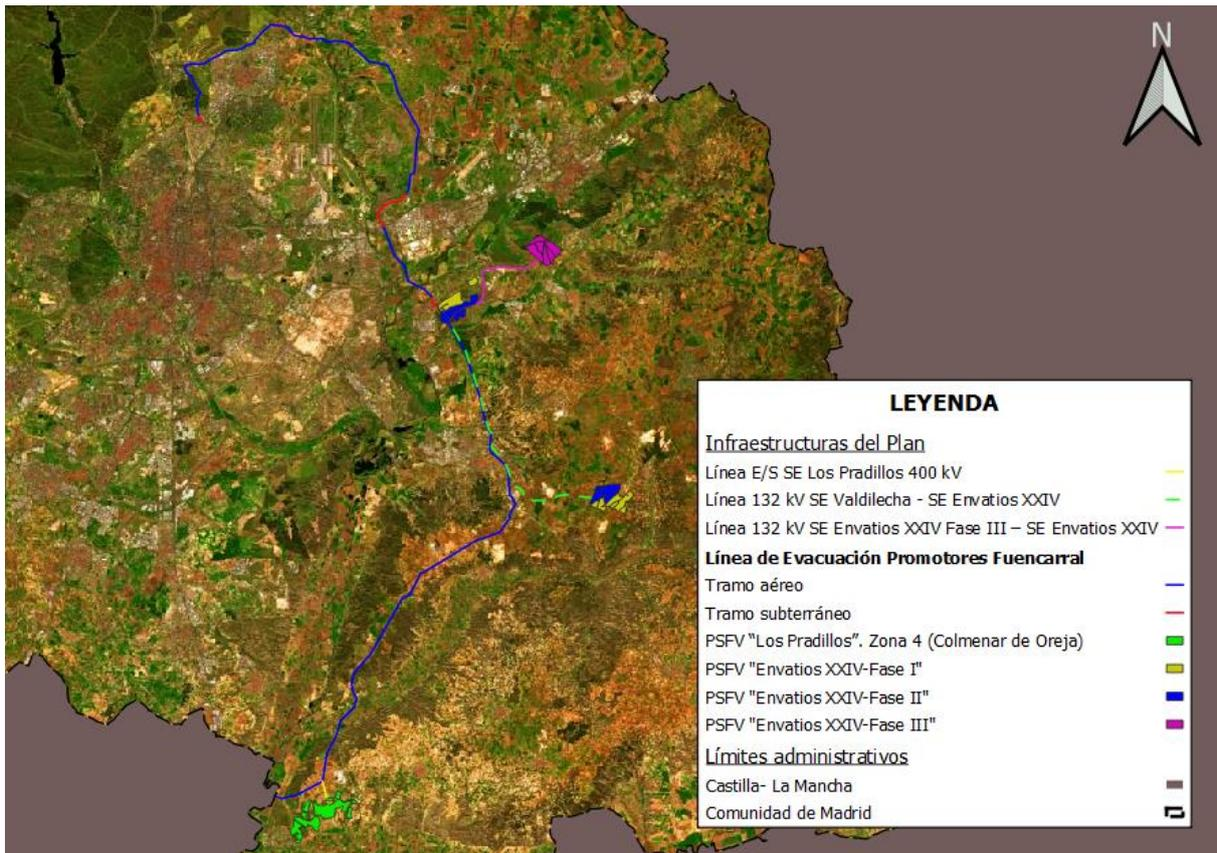 N
LEYENDA
Infraestructuras del Plan
Línea E/S SE Los Pradillos 400 kV
Línea 132 kV SE Valdilecha - SE Envatios XXIV
Línea 132 kV SE Envatios XXIV Fase III – SE Envatios XXIV
Línea de Evacuación Promotores Fuencarral
Tramo aéreo
Tramo subterráneo
PSFV "Los Pradillos". Zona 4 (Colmenar de Oreja)
PSFV "Envatios XXIV-Fase I"
PSFV "Envatios XXIV-Fase II"
PSFV "Envatios XXIV-Fase III"
Límites administrativos
Castilla- La Mancha
Comunidad de Madrid